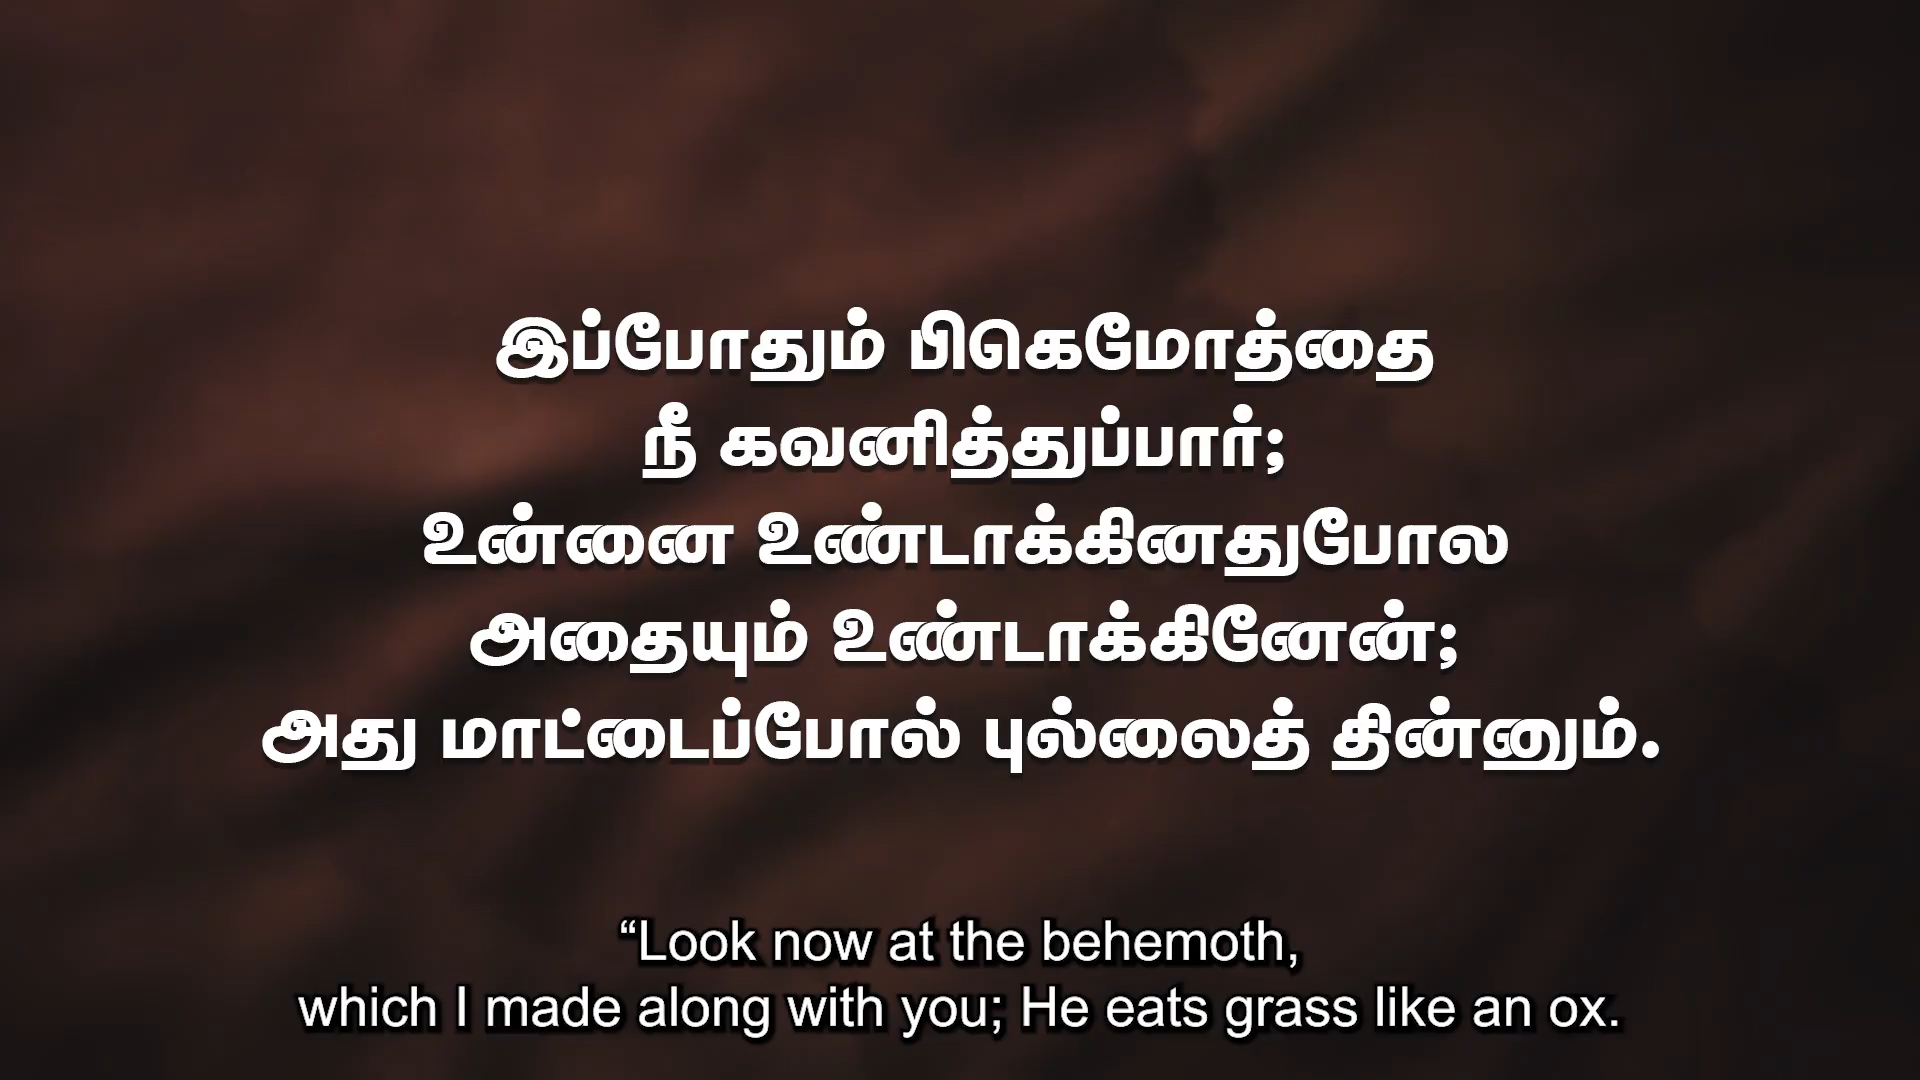 இப்போதும் பிகெமோத்தை
நீ கவனித்துப்பார்;
உன்னை உண்டாக்கினதுபோல
அதையும் உண்டாக்கினேன்;
அது மாட்டைப்போல் புல்லைத் தின்னும்.
“Look now at the behemoth,
which I made along with you; He eats grass like an ox.